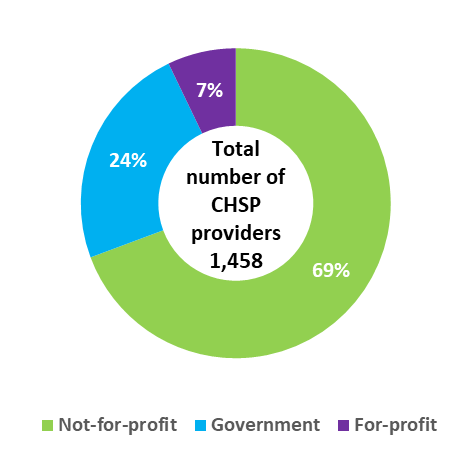 7%
24%
Total
number of
CHSP
providers
1,458
69%
Not-for-profit Government For-profit